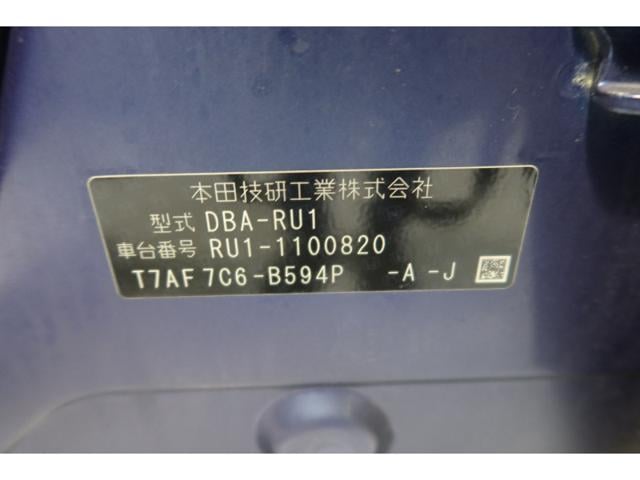 本田技研工業株式会社
型式 DBA-RU1
車台番号 RU1-1100820
T7AF 7C6-B594P -A -J